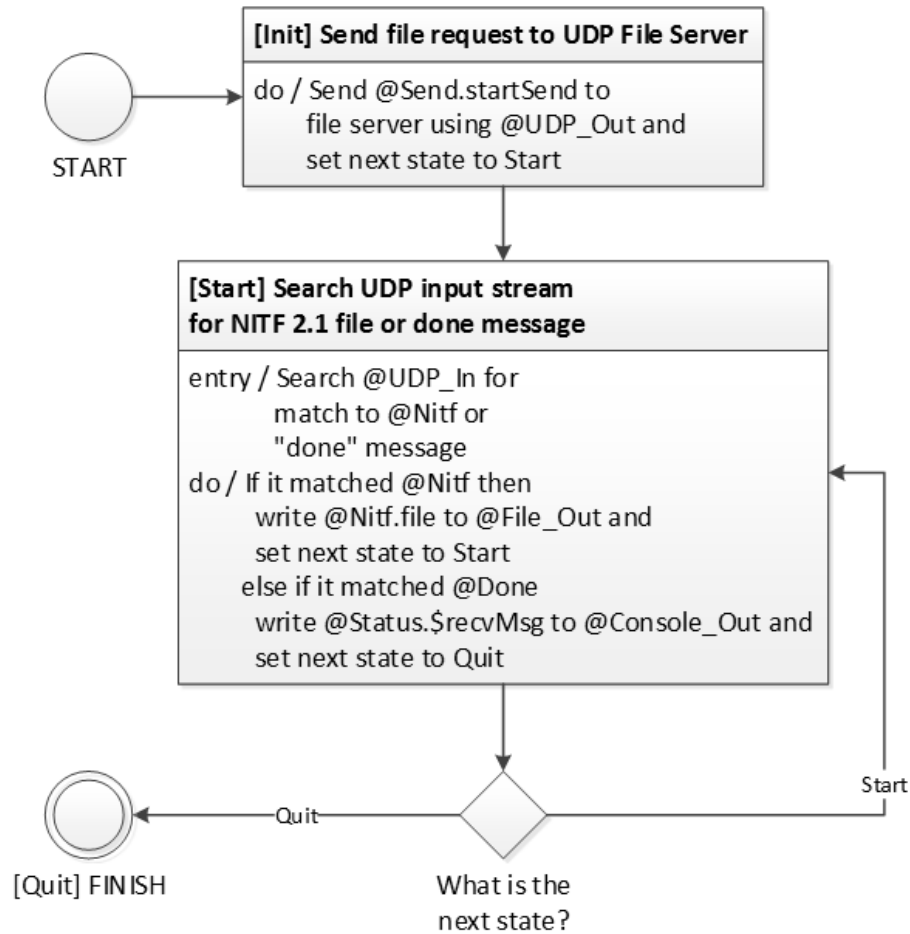 [Init] Send file request to UDP File Server
START
do / Send @Send.startSend to
file server using @UDP_Out and
set next state to Start
[Start] Search UDP input stream
for NITF 2.1 file or done message
entry / Search @UDP_In for
match to @Nitf or
"done" message
do / If it matched @Nitf then
write @Nitf.file to @File_Out and
set next state to Start
else if it matched @Done
write @Status.$recvMsg to @Console_Out and
set next state to Quit
Start
Quit
[Quit] FINISH
What is the
next state?